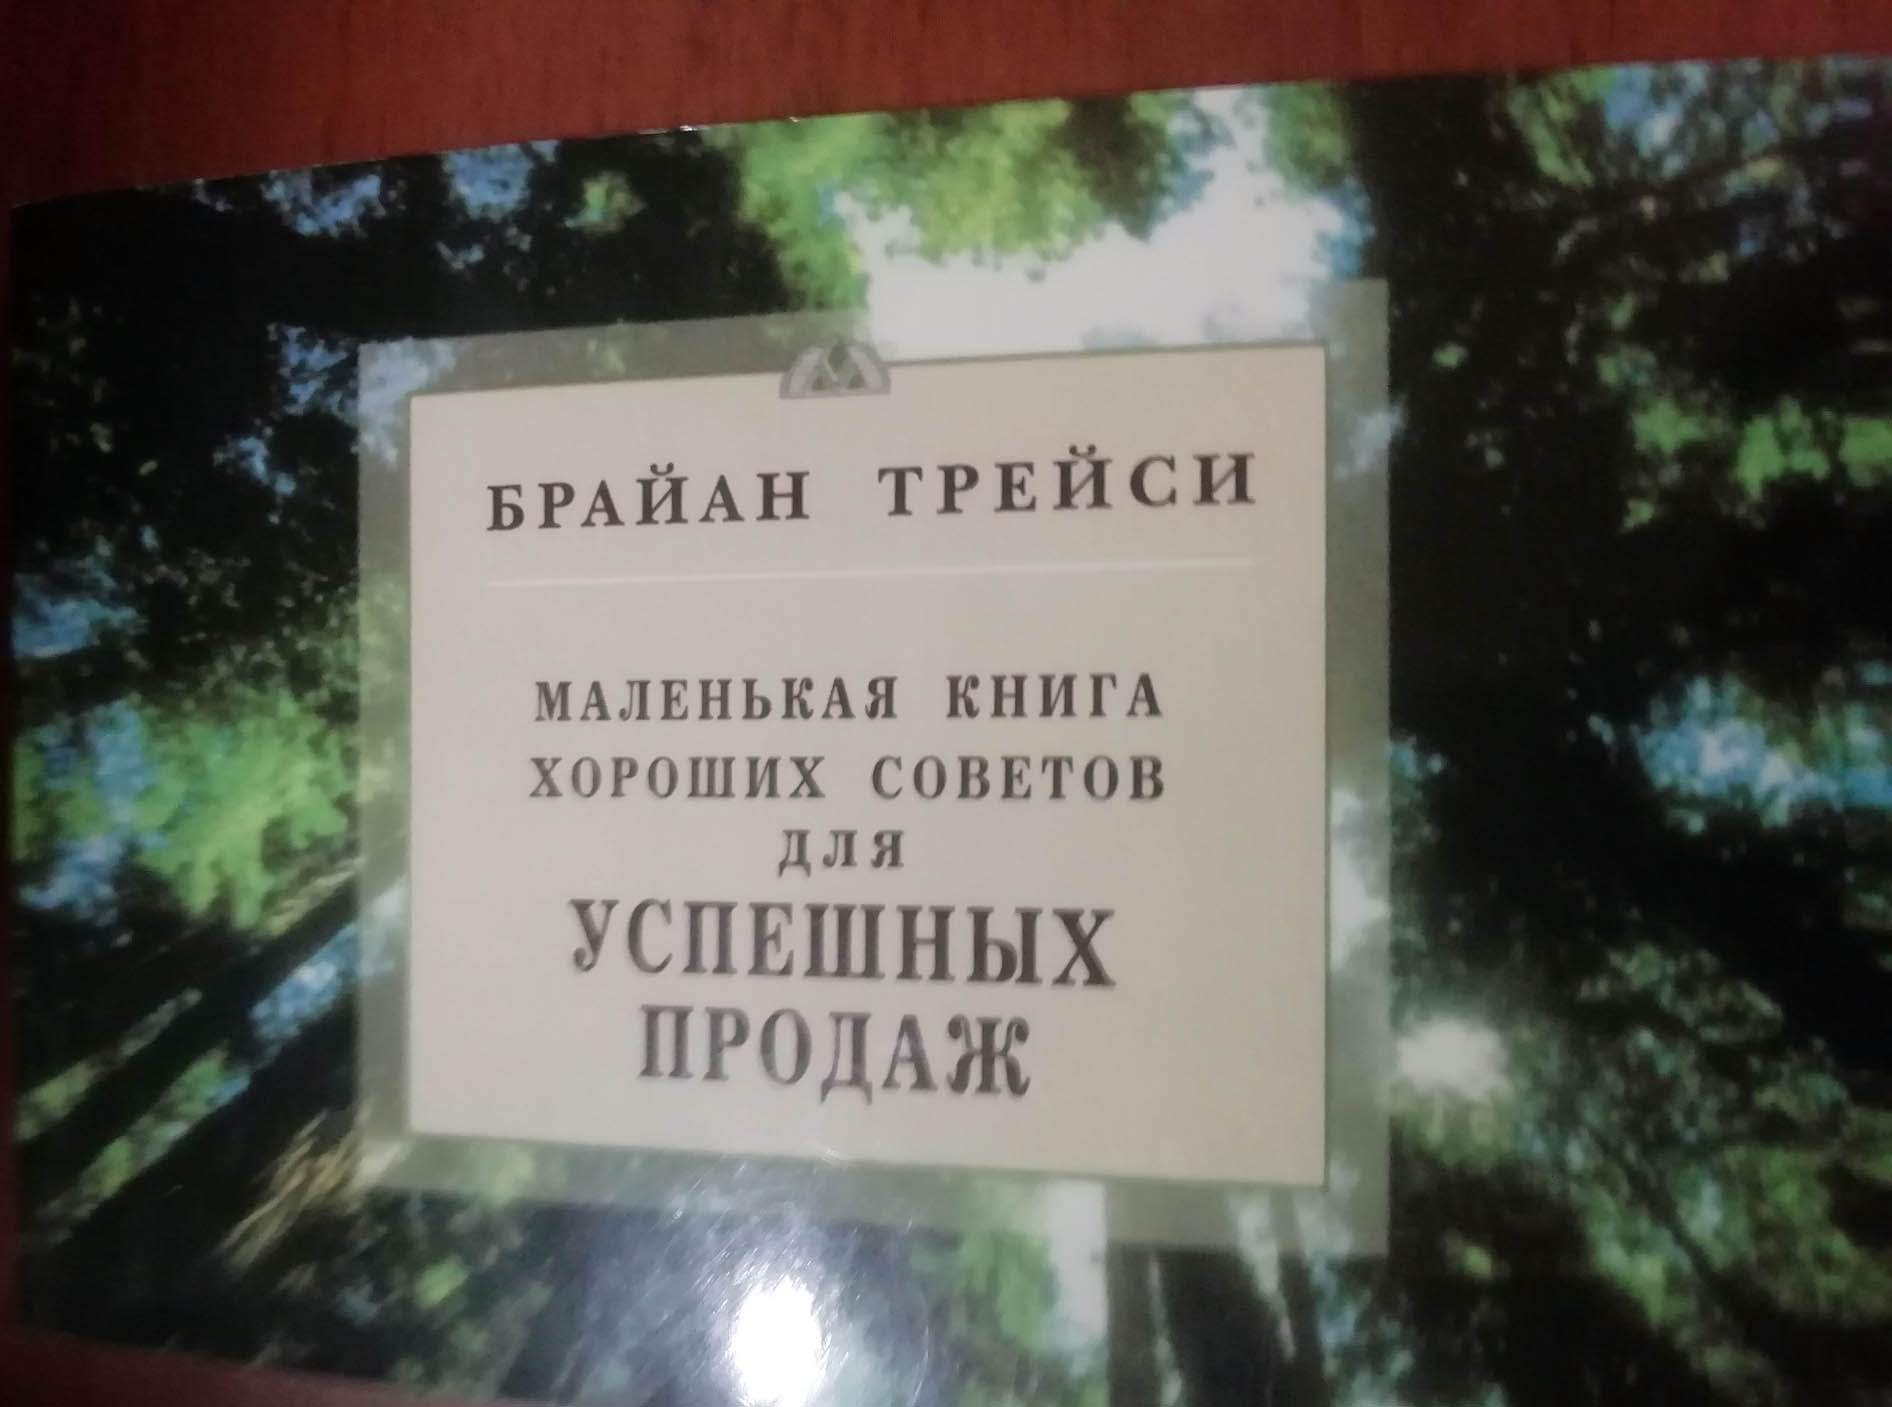 БРАЙАН ТРЕЙСИ
МАЛЕНЬКАЯ КНИГА
ХОРОШИХ СОВЕТОВ
ДЛЯ
УСПЕШНЫХ
ПРОДАЖ